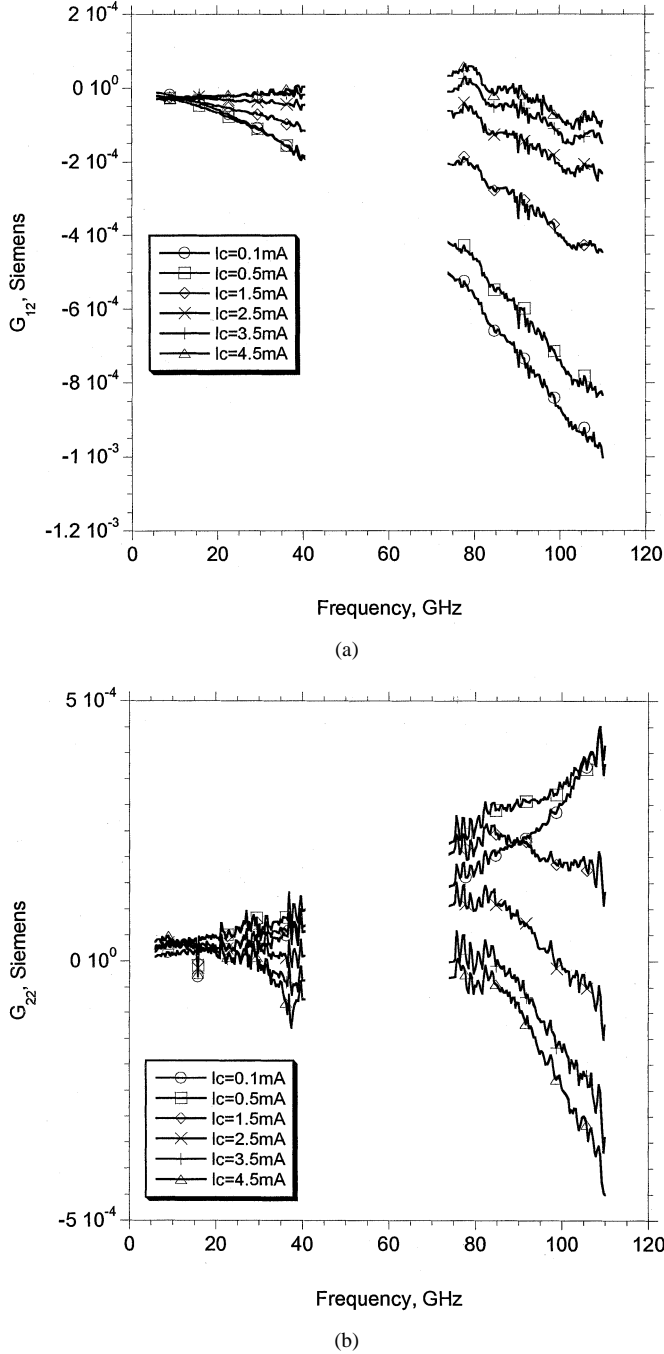 2 10⁻⁴
0 10⁰
-2 10⁻⁴
-4 10⁻⁴
-6 10⁻⁴
-8 10⁻⁴
-1 10⁻³
-1.2 10⁻³
G₁₂, Siemens
Ic=0.1mA
Ic=0.5mA
Ic=1.5mA
Ic=2.5mA
Ic=3.5mA
Ic=4.5mA
0 20 40 60 80 100 120
Frequency, GHz
(a)
5 10⁻⁴
0 10⁰
-5 10⁻⁴
G₂₂, Siemens
Ic=0.1mA
Ic=0.5mA
Ic=1.5mA
Ic=2.5mA
Ic=3.5mA
Ic=4.5mA
0 20 40 60 80 100 120
Frequency, GHz
(b)